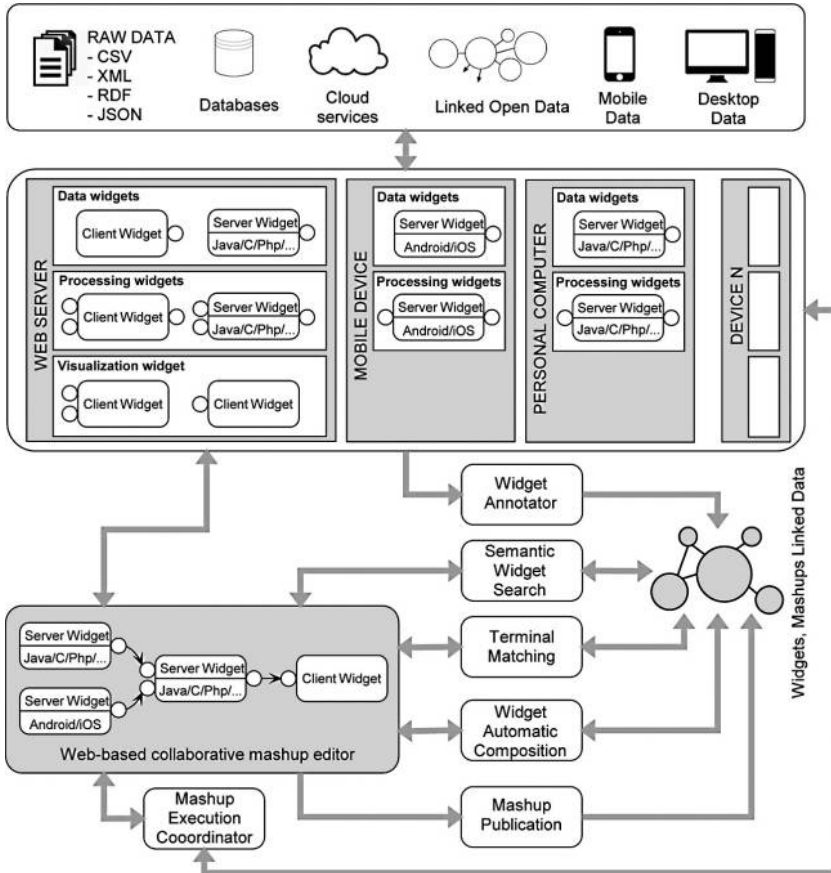 RAW DATA
- CSV
- XML
- RDF
- JSON
Databases
Cloud
services
Linked Open Data
Mobile
Data
Desktop
Data
WEB SERVER
Data widgets
Client Widget
Server Widget
Java/C/Php/...
Processing widgets
Client Widget
Server Widget
Java/C/Php/...
Visualization widget
Client Widget
Client Widget
MOBILE DEVICE
Data widgets
Server Widget
Android/iOS
Processing widgets
Server Widget
Android/iOS
PERSONAL COMPUTER
Data widgets
Server Widget
Java/C/Php/...
Processing widgets
Server Widget
Java/C/Php/...
DEVICE N
Widget
Annotator
Semantic
Widget
Search
Terminal
Matching
Widget
Automatic
Composition
Mashup
Publication
Widgets, Mashups Linked Data
Server Widget
Java/C/Php/...
Server Widget
Android/iOS
Server Widget
Java/C/Php/...
Client Widget
Web-based collaborative mashup editor
Mashup
Execution
Cooordinator